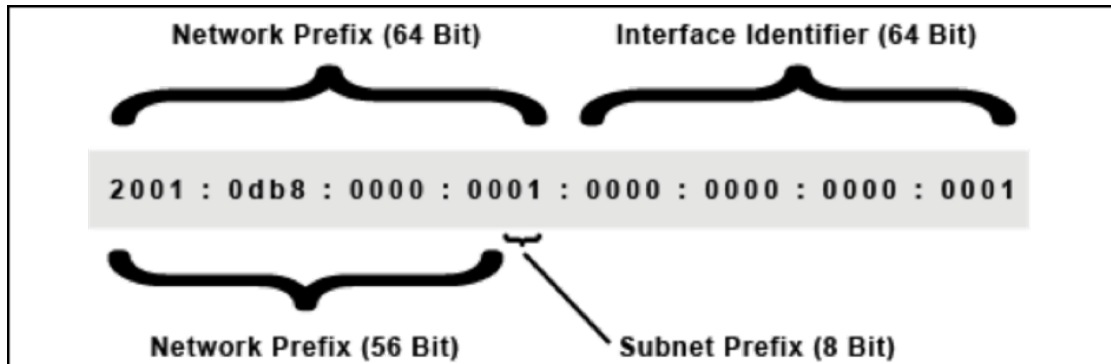 Network Prefix (64 Bit) Interface Identifier (64 Bit)
2001 : 0db8 : 0000 : 0001 : 0000 : 0000 : 0000 : 0001
Network Prefix (56 Bit) Subnet Prefix (8 Bit)